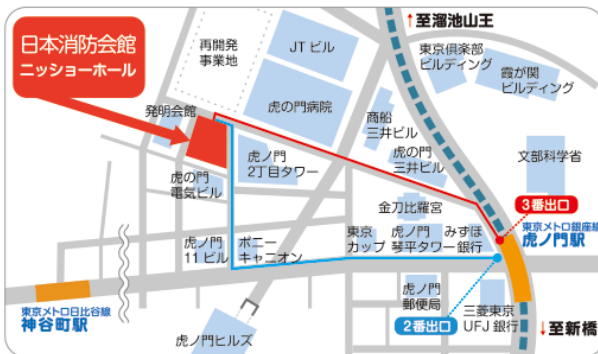 日本消防会館
ニッショーホール
再開発
事業地
JTビル
↑至溜池山王
東京倶楽部
ビルディング
霞が関
ビルディング
発明会館
虎の門病院
商船
三井ビル
虎の門
三井ビル
文部科学省
虎ノ門
2丁目タワー
虎の門
電気ビル
金刀比羅宮
3番出口
東京メトロ銀座線
虎ノ門駅
虎ノ門
11ビル
ポニー
キャニオン
東京
カップ
虎ノ門
琴平タワー
みずほ
銀行
東京メトロ日比谷線
神谷町駅
虎ノ門
郵便局
2番出口
三菱東京
UFJ銀行
↓至新橋
虎ノ門ヒルズ